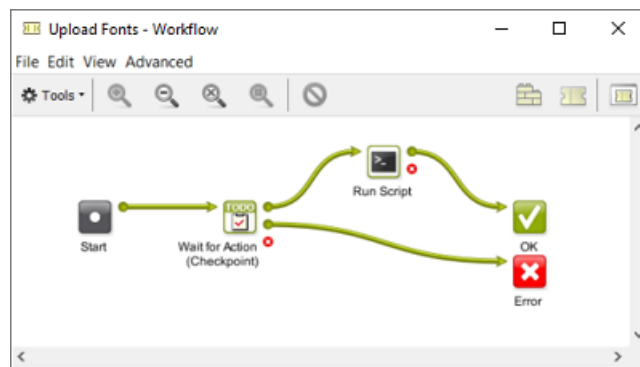 Upload Fonts - Workflow
File Edit View Advanced
Tools
Run Script
TODO
Start
Wait for Action
(Checkpoint)
OK
Error